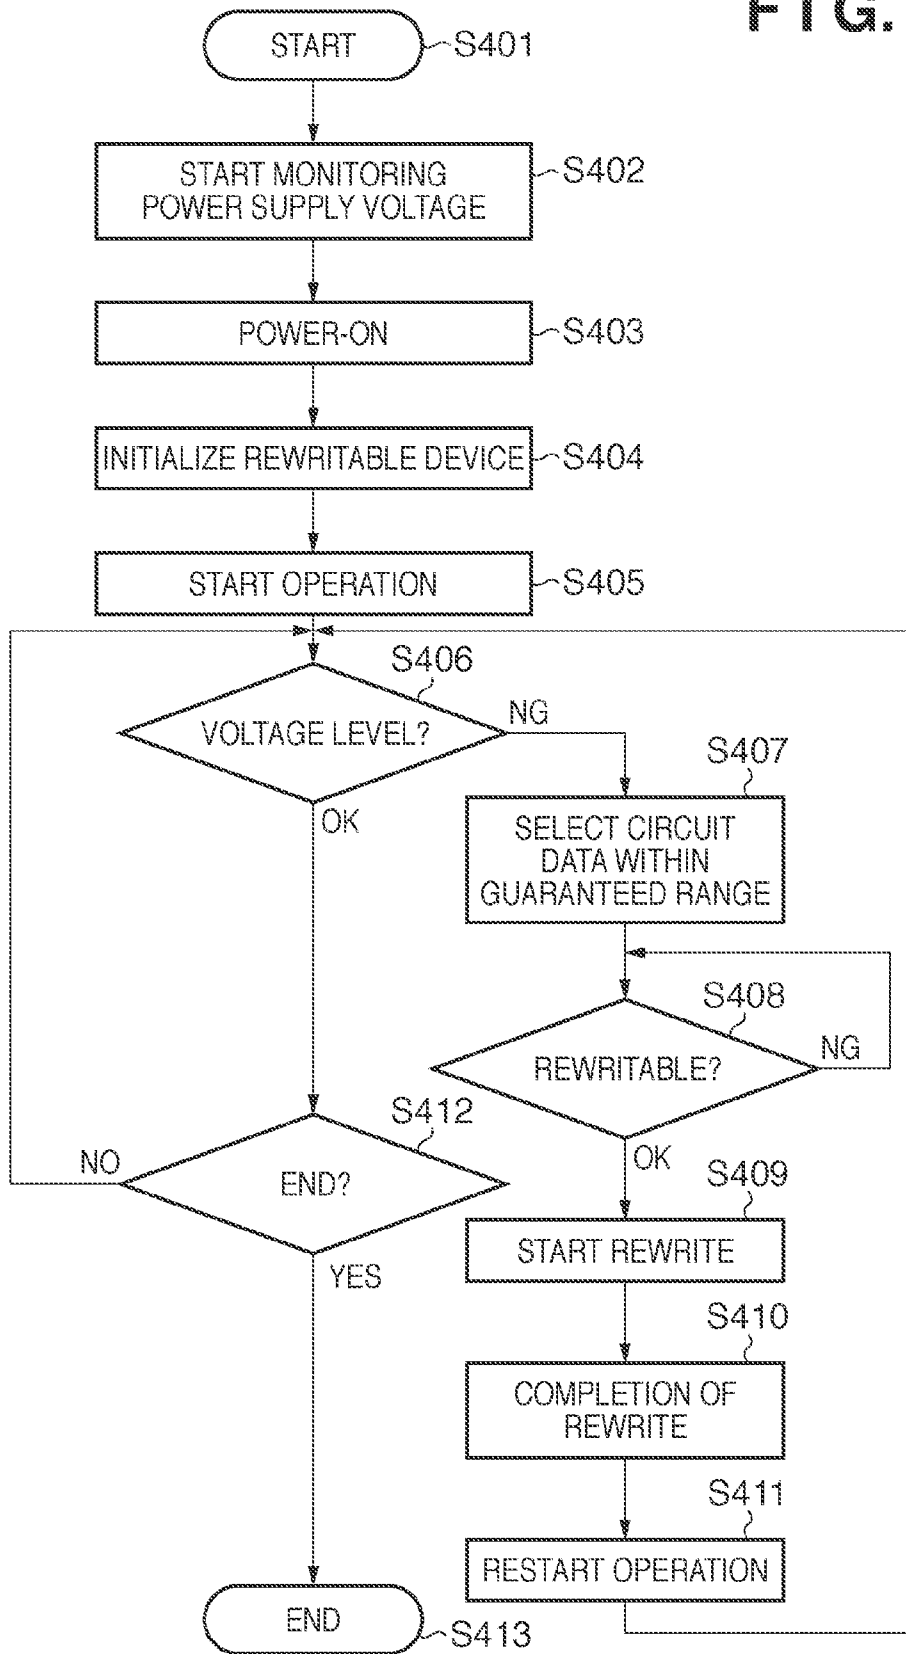 FIG.
START
S401
START MONITORING
POWER SUPPLY VOLTAGE
S402
POWER-ON
S403
INITIALIZE REWRITABLE DEVICE
S404
START OPERATION
S405
S406
VOLTAGE LEVEL?
NG
OK
S407
SELECT CIRCUIT
DATA WITHIN
GUARANTEED RANGE
S408
REWRITABLE?
NG
OK
S412
END?
NO
YES
S409
START REWRITE
S410
COMPLETION OF
REWRITE
S411
RESTART OPERATION
END
S413